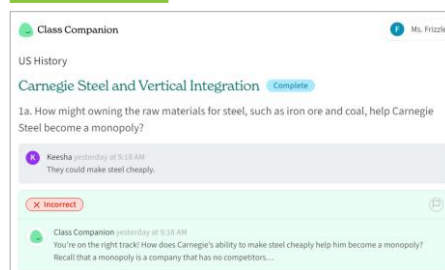 Class Companion
F Ms. Frizzle
US History
Carnegie Steel and Vertical Integration Complete
1a. How might owning the raw materials for steel, such as iron ore and coal, help Carnegie
Steel become a monopoly?
K Keesha yesterday at 9:18 AM
They could make steel cheaply.
X Incorrect
Class Companion yesterday at 9:18 AM
You're on the right track! How does Carnegie's ability to make steel cheaply help him become a monopoly?
Recall that a monopoly is a company that has no competitors...